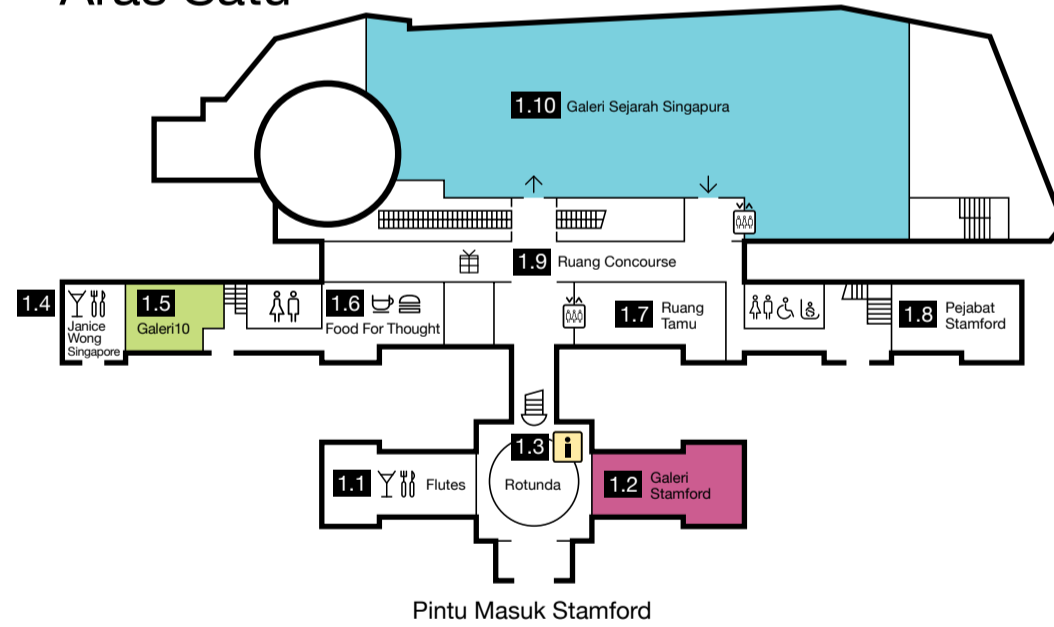 Aras Satu
1.10 Galeri Sejarah Singapura
1.9 Ruang Concourse
1.4
Janice
Wong
Singapore
1.5
Galeri10
1.6
Food For Thought
1.7 Ruang
Tamu
1.8 Pejabat
Stamford
1.3 i
1.1 Flutes
Rotunda
1.2 Galeri
Stamford
Pintu Masuk Stamford